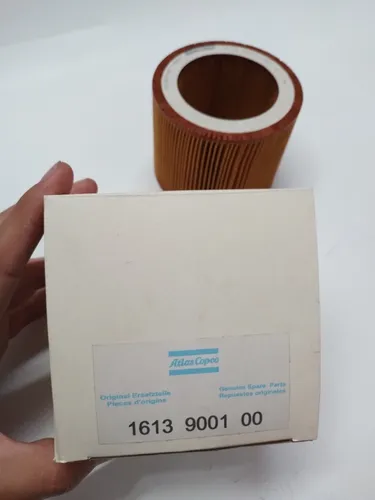 Atlas Copco
Original Ersatzteile
Pièces d'origine
Genuine Spare Parts
Repuestos originales
1613 9001 00